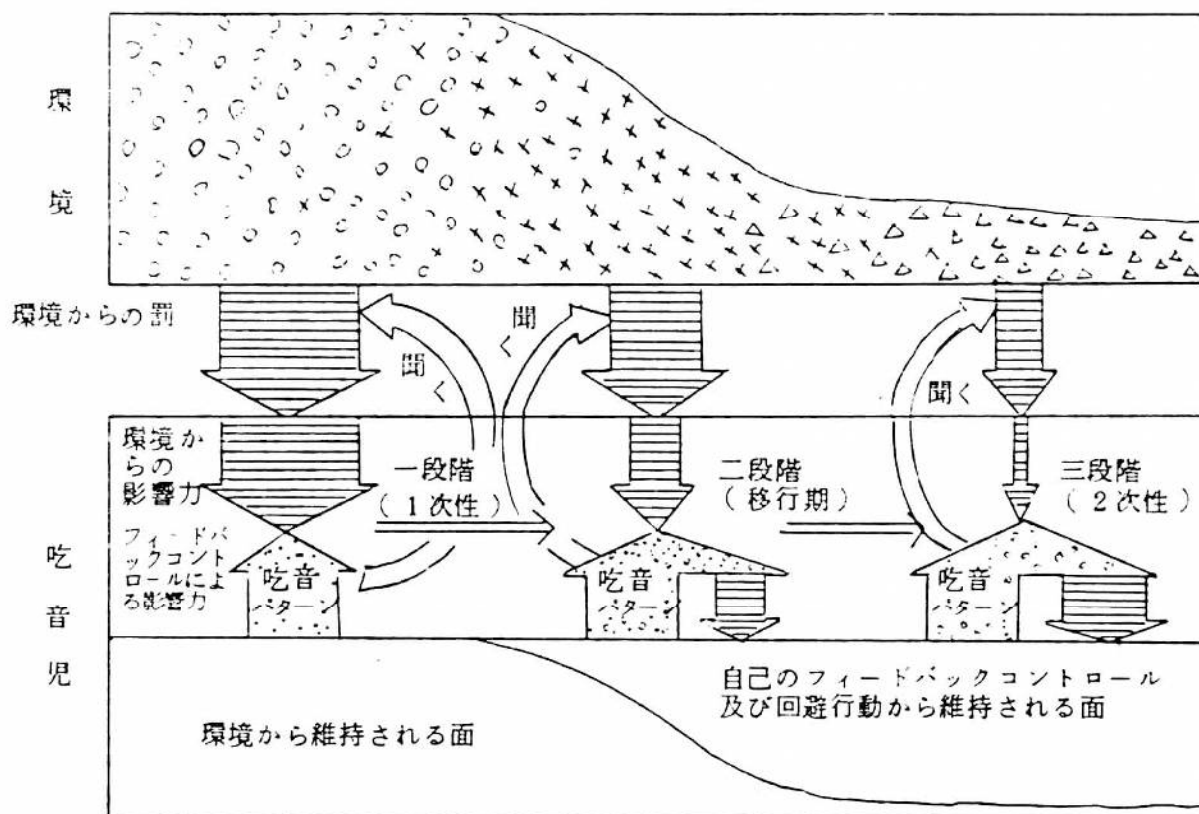 環
境
環境からの罰
聞く
聞く
聞く
環境か
らの
影響力
フィードバ
ックコント
ロールによ
る影響力
一段階
（1次性）
二段階
（移行期）
三段階
（2次性）
吃音
パターン
吃音
パターン
吃音
パターン
吃
音
児
環境から維持される面
自己のフィードバックコントロール
及び回避行動から維持される面